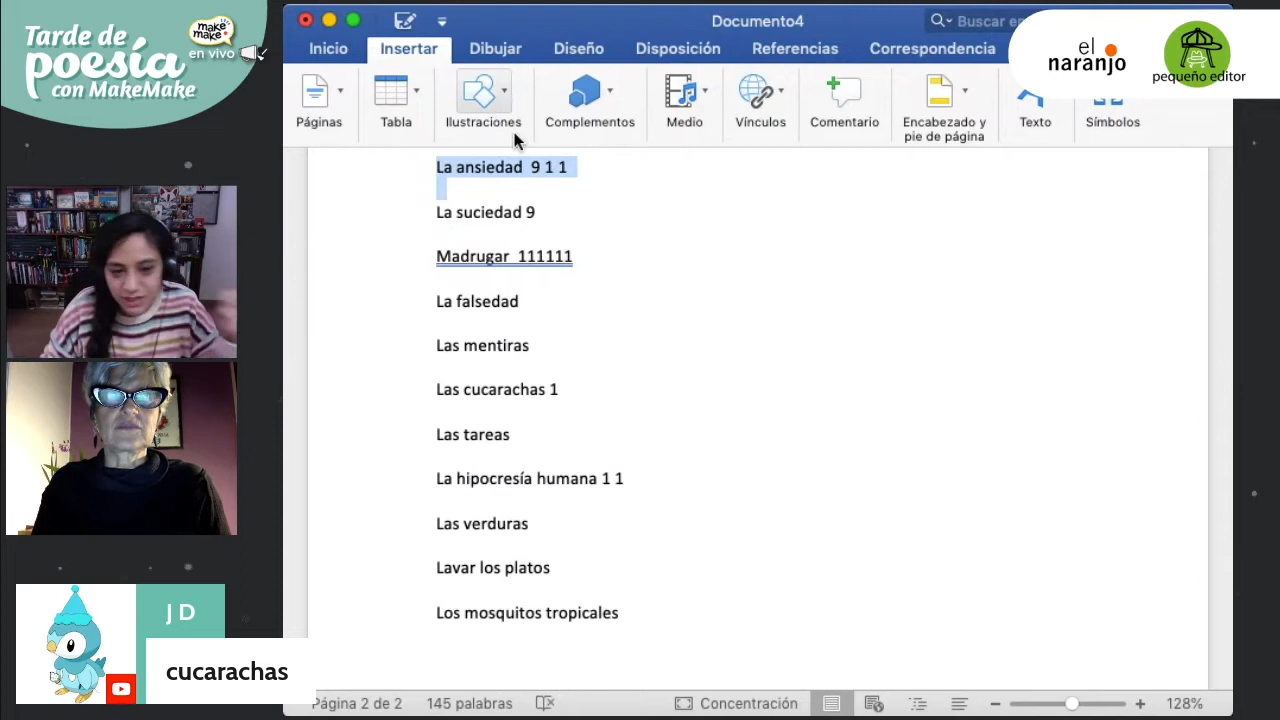 Tarde de
poesía
con MakeMake
make
make
en vivo
Documento4
Buscar en
el
naranjo
pequeño editor
Inicio
Insertar
Dibujar
Diseño
Disposición
Referencias
Correspondencia
Páginas
Tabla
Ilustraciones
Complementos
Medio
Vínculos
Comentario
Encabezado y
pie de página
Texto
Símbolos
La ansiedad  9 1 1
La suciedad 9
Madrugar  111111
La falsedad
Las mentiras
Las cucarachas 1
Las tareas
La hipocresía humana 1 1
Las verduras
Lavar los platos
Los mosquitos tropicales
J D
cucarachas
Página 2 de 2
145 palabras
Concentración
128%